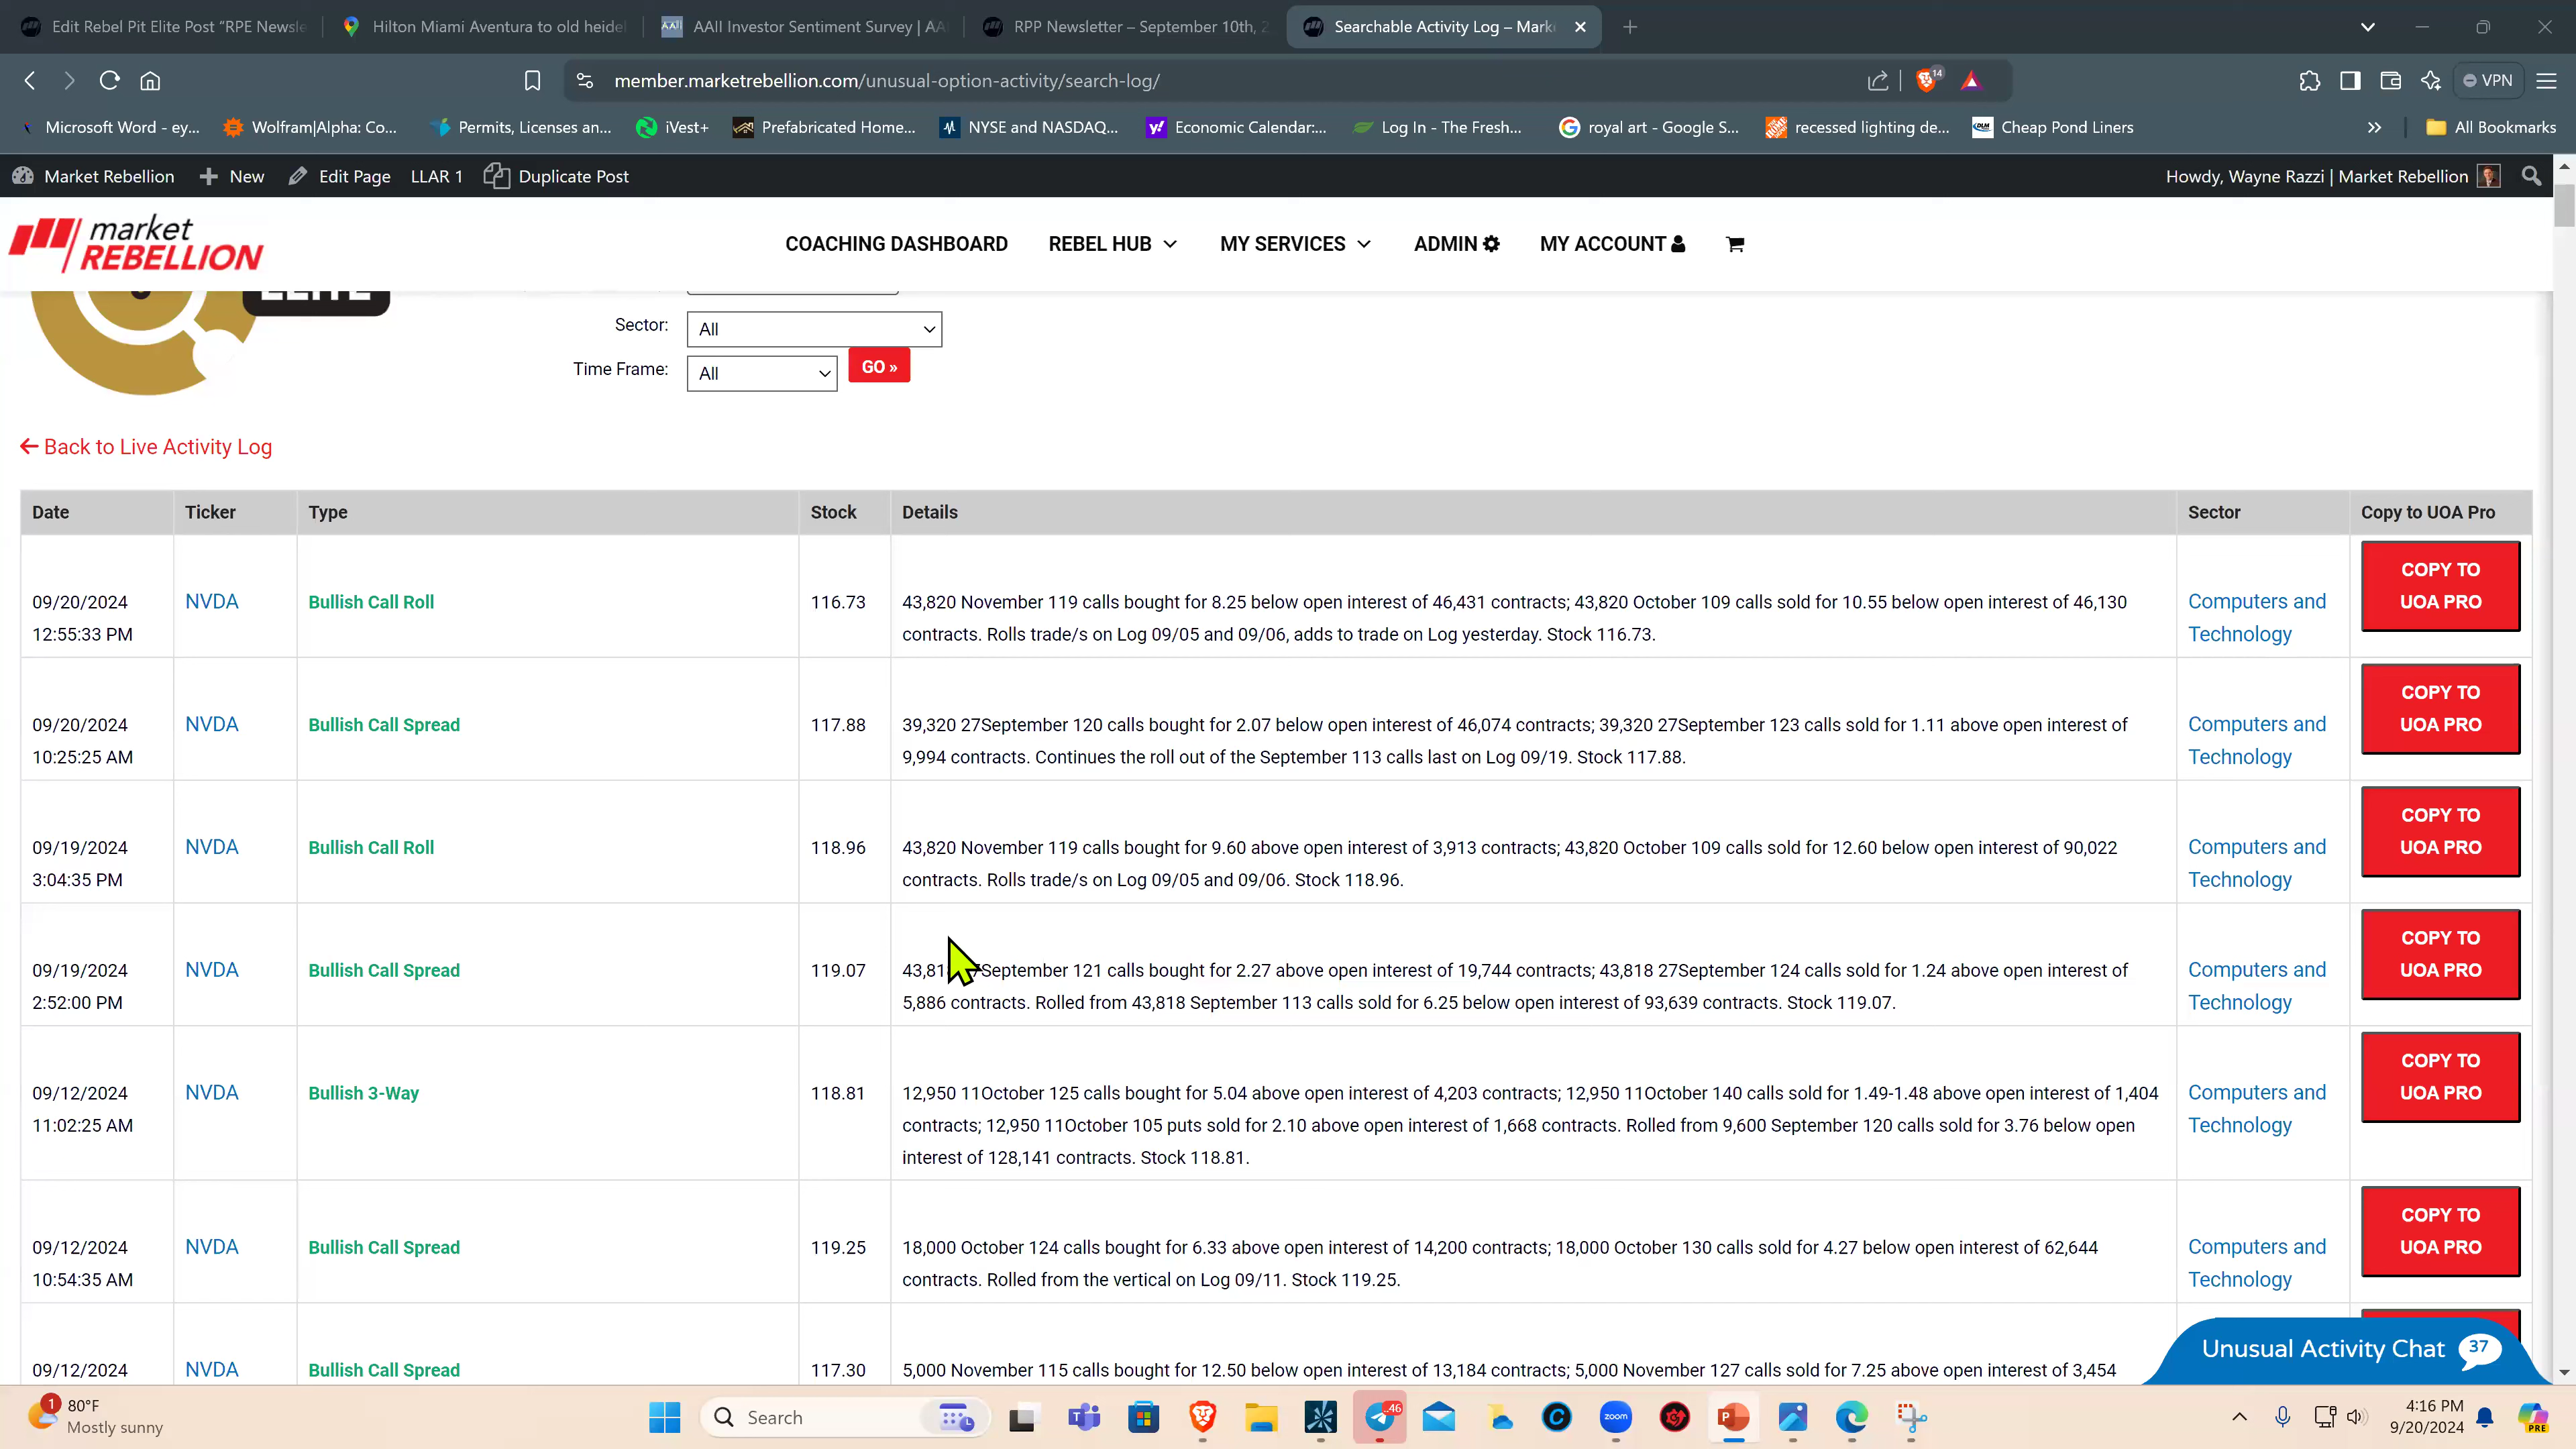 Edit Rebel Pit Elite Post “RPE Newsle
Hilton Miami Aventura to old heidel
AAII Investor Sentiment Survey | AA
RPP Newsletter – September 10th, 2
Searchable Activity Log – Mark
member.marketrebellion.com/unusual-option-activity/search-log/
14
VPN
Microsoft Word - ey...
Wolfram|Alpha: Co...
Permits, Licenses an...
iVest+
Prefabricated Home...
NYSE and NASDAQ...
Economic Calendar:...
Log In - The Fresh...
royal art - Google S...
recessed lighting de...
Cheap Pond Liners
All Bookmarks
Market Rebellion
New
Edit Page
LLAR 1
Duplicate Post
Howdy, Wayne Razzi | Market Rebellion
market
REBELLION
COACHING DASHBOARD
REBEL HUB
MY SERVICES
ADMIN
MY ACCOUNT
ELITE
Sector:
All
Time Frame:
All
GO »
Back to Live Activity Log
Date Ticker Type Stock Details Sector Copy to UOA Pro
09/20/2024
12:55:33 PM
NVDA
Bullish Call Roll
116.73
43,820 November 119 calls bought for 8.25 below open interest of 46,431 contracts; 43,820 October 109 calls sold for 10.55 below open interest of 46,130
contracts. Rolls trade/s on Log 09/05 and 09/06, adds to trade on Log yesterday. Stock 116.73.
Computers and
Technology
COPY TO
UOA PRO
09/20/2024
10:25:25 AM
NVDA
Bullish Call Spread
117.88
39,320 27September 120 calls bought for 2.07 below open interest of 46,074 contracts; 39,320 27September 123 calls sold for 1.11 above open interest of
9,994 contracts. Continues the roll out of the September 113 calls last on Log 09/19. Stock 117.88.
Computers and
Technology
COPY TO
UOA PRO
09/19/2024
3:04:35 PM
NVDA
Bullish Call Roll
118.96
43,820 November 119 calls bought for 9.60 above open interest of 3,913 contracts; 43,820 October 109 calls sold for 12.60 below open interest of 90,022
contracts. Rolls trade/s on Log 09/05 and 09/06. Stock 118.96.
Computers and
Technology
COPY TO
UOA PRO
09/19/2024
2:52:00 PM
NVDA
Bullish Call Spread
119.07
September 121 calls bought for 2.27 above open interest of 19,744 contracts; 43,818 27September 124 calls sold for 1.24 above open interest of
5,886 contracts. Rolled from 43,818 September 113 calls sold for 6.25 below open interest of 93,639 contracts. Stock 119.07.
Computers and
Technology
COPY TO
UOA PRO
09/12/2024
11:02:25 AM
NVDA
Bullish 3-Way
118.81
12,950 11October 125 calls bought for 5.04 above open interest of 4,203 contracts; 12,950 11October 140 calls sold for 1.49-1.48 above open interest of 1,404
contracts; 12,950 11October 105 puts sold for 2.10 above open interest of 1,668 contracts. Rolled from 9,600 September 120 calls sold for 3.76 below open
interest of 128,141 contracts. Stock 118.81.
Computers and
Technology
COPY TO
UOA PRO
09/12/2024
10:54:35 AM
NVDA
Bullish Call Spread
119.25
18,000 October 124 calls bought for 6.33 above open interest of 14,200 contracts; 18,000 October 130 calls sold for 4.27 below open interest of 62,644
contracts. Rolled from the vertical on Log 09/11. Stock 119.25.
Computers and
Technology
COPY TO
UOA PRO
09/12/2024
NVDA
Bullish Call Spread
117.30
5,000 November 115 calls bought for 12.50 below open interest of 13,184 contracts; 5,000 November 127 calls sold for 7.25 above open interest of 3,454
Unusual Activity Chat 37
1
80°F
Mostly sunny
Search
.46
zoom
4:16 PM
9/20/2024
PRE